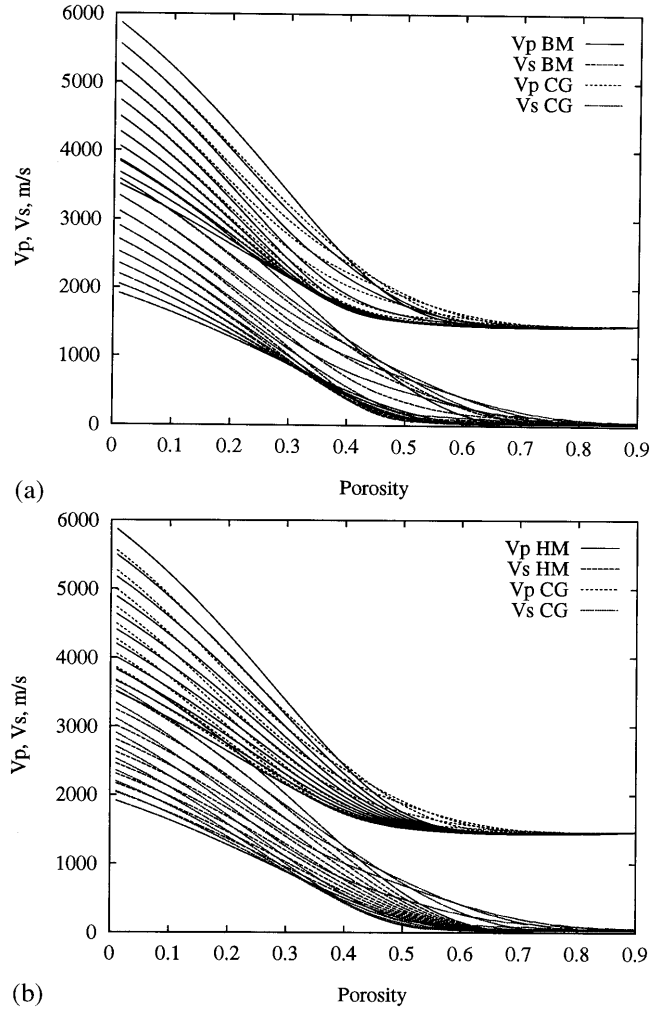 6000
5000
4000
3000
2000
1000
0
Vp, Vs, m/s
Vp BM
Vs BM
Vp CG
Vs CG
0 0.1 0.2 0.3 0.4 0.5 0.6 0.7 0.8 0.9
Porosity
(a)
6000
5000
4000
3000
2000
1000
0
Vp, Vs, m/s
Vp HM
Vs HM
Vp CG
Vs CG
0 0.1 0.2 0.3 0.4 0.5 0.6 0.7 0.8 0.9
Porosity
(b)